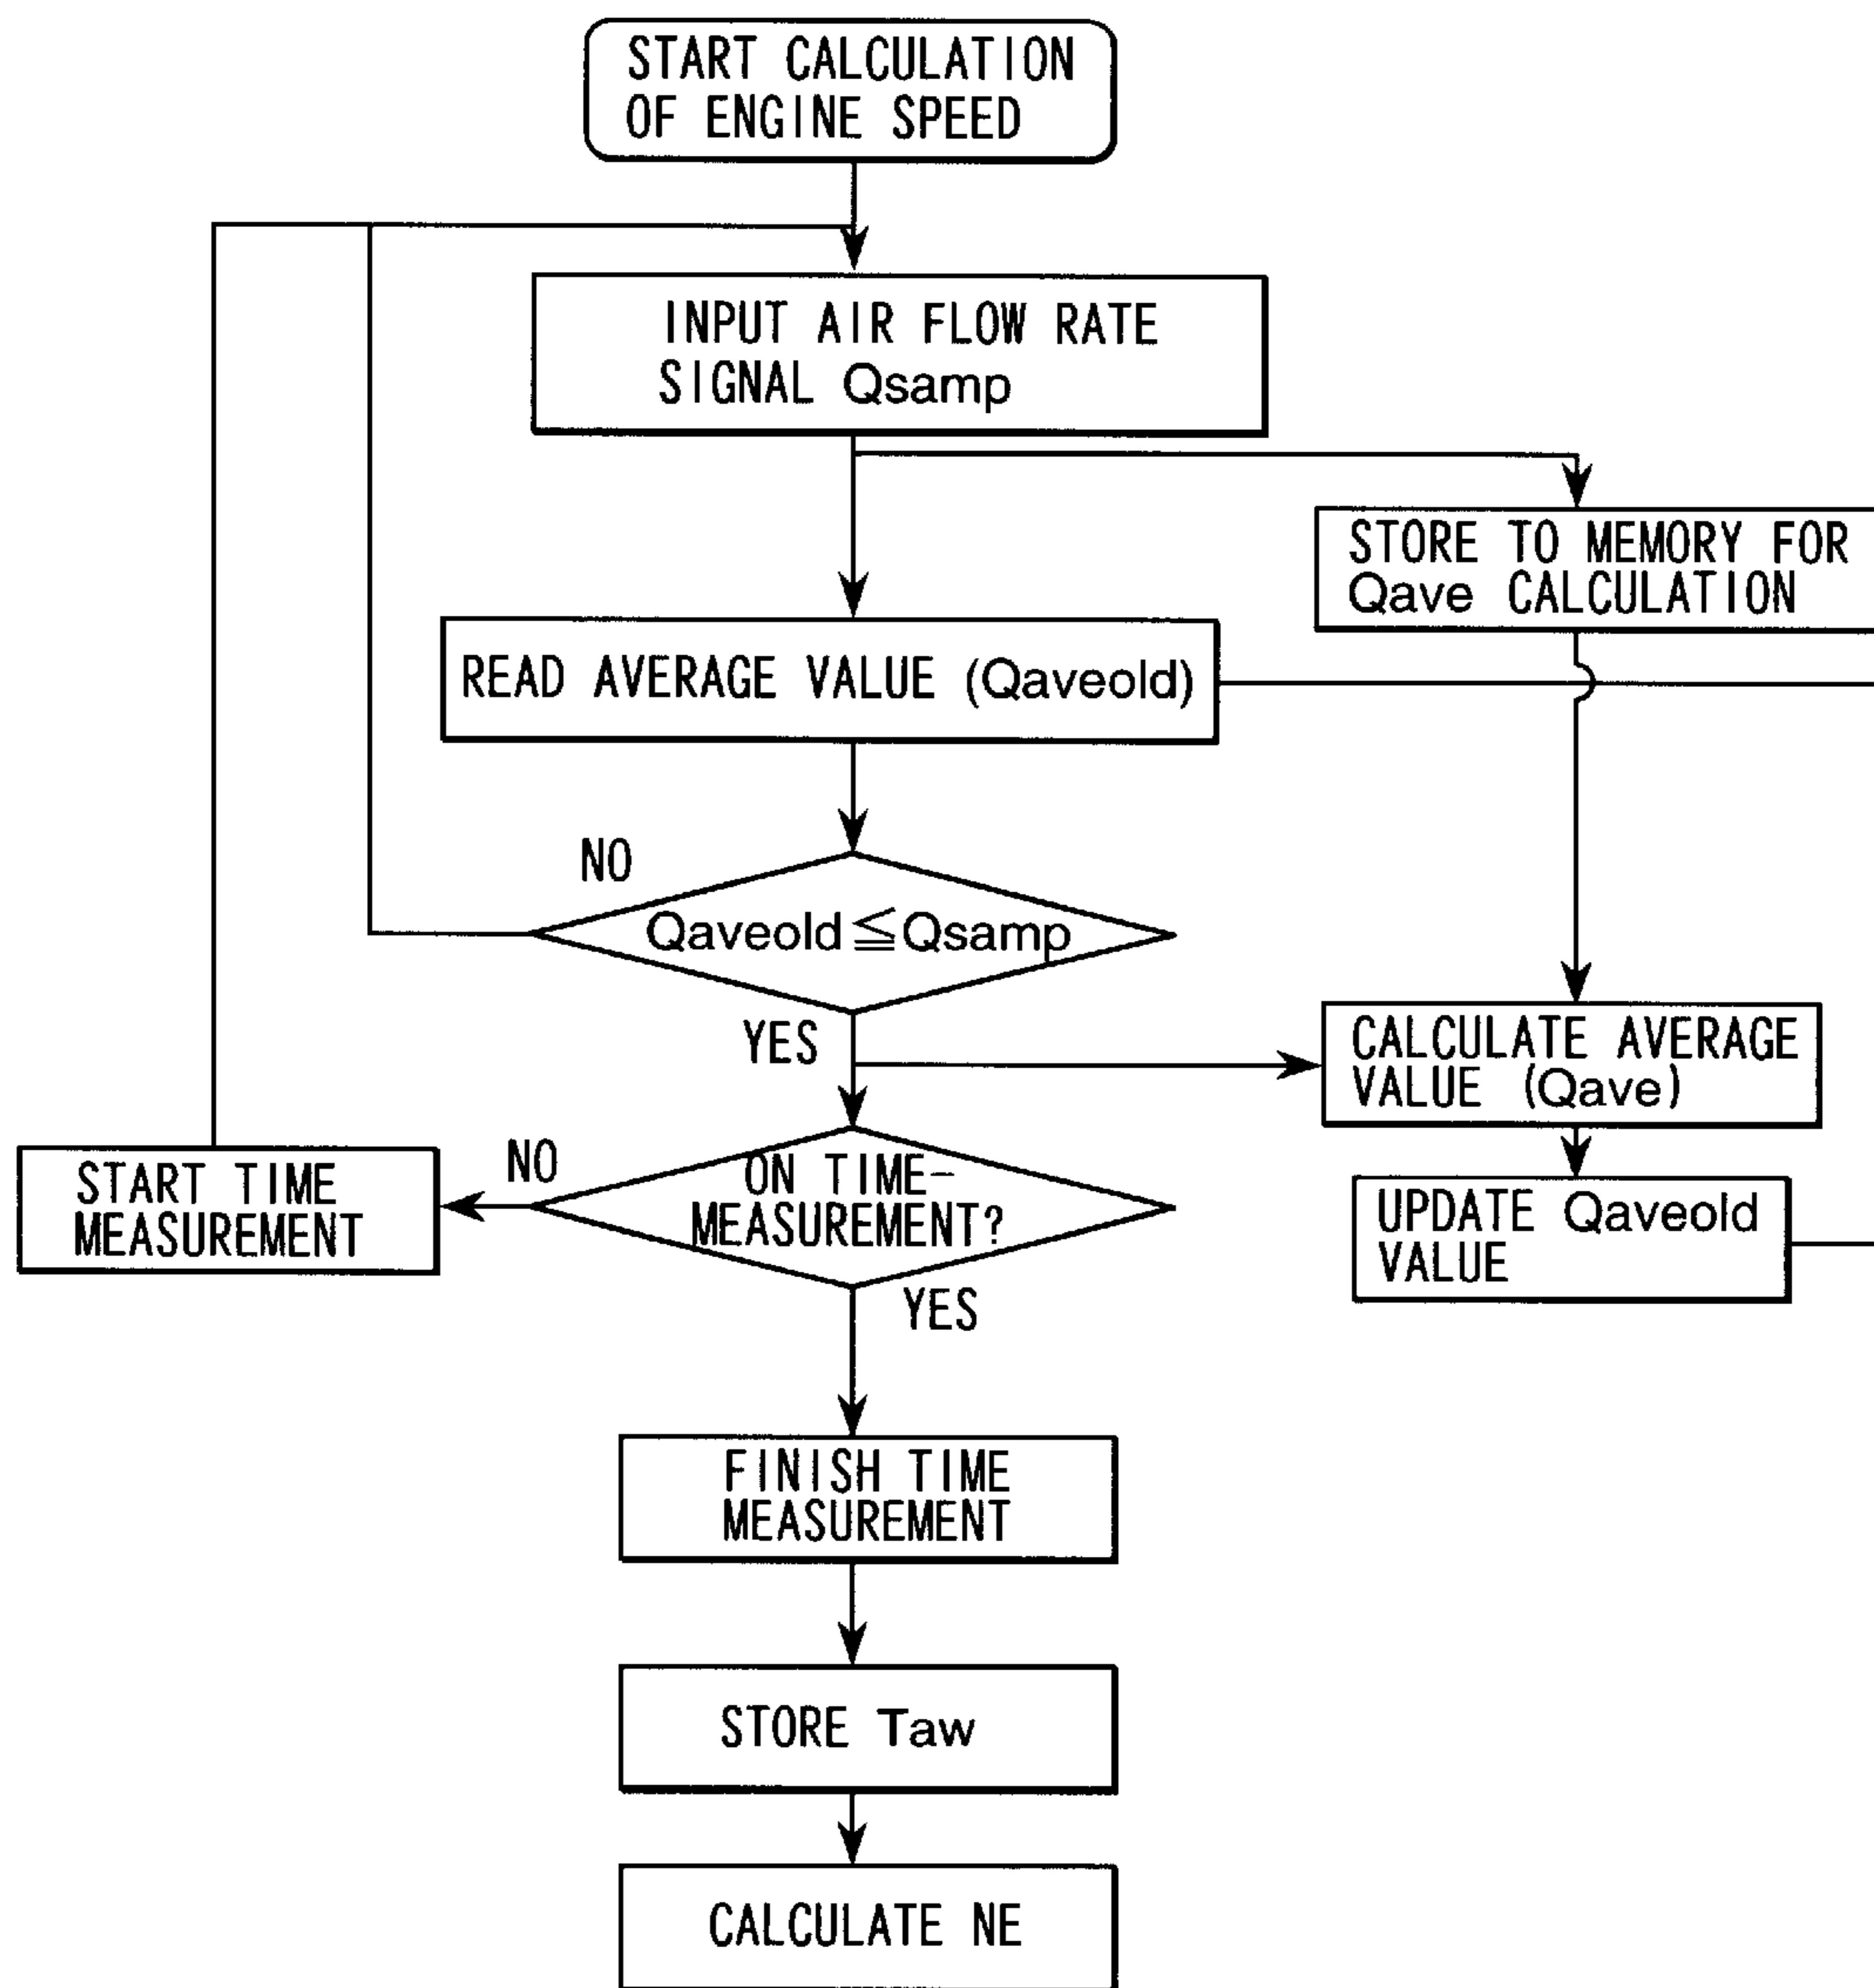 START CALCULATION
OF ENGINE SPEED
INPUT AIR FLOW RATE
SIGNAL Qsamp
STORE TO MEMORY FOR
Qave CALCULATION
READ AVERAGE VALUE (Qaveold)
NO
Qaveold≦Qsamp
YES
CALCULATE AVERAGE
VALUE (Qave)
NO
ON TIME-
MEASUREMENT?
START TIME
MEASUREMENT
UPDATE Qaveold
VALUE
YES
FINISH TIME
MEASUREMENT
STORE Taw
CALCULATE NE